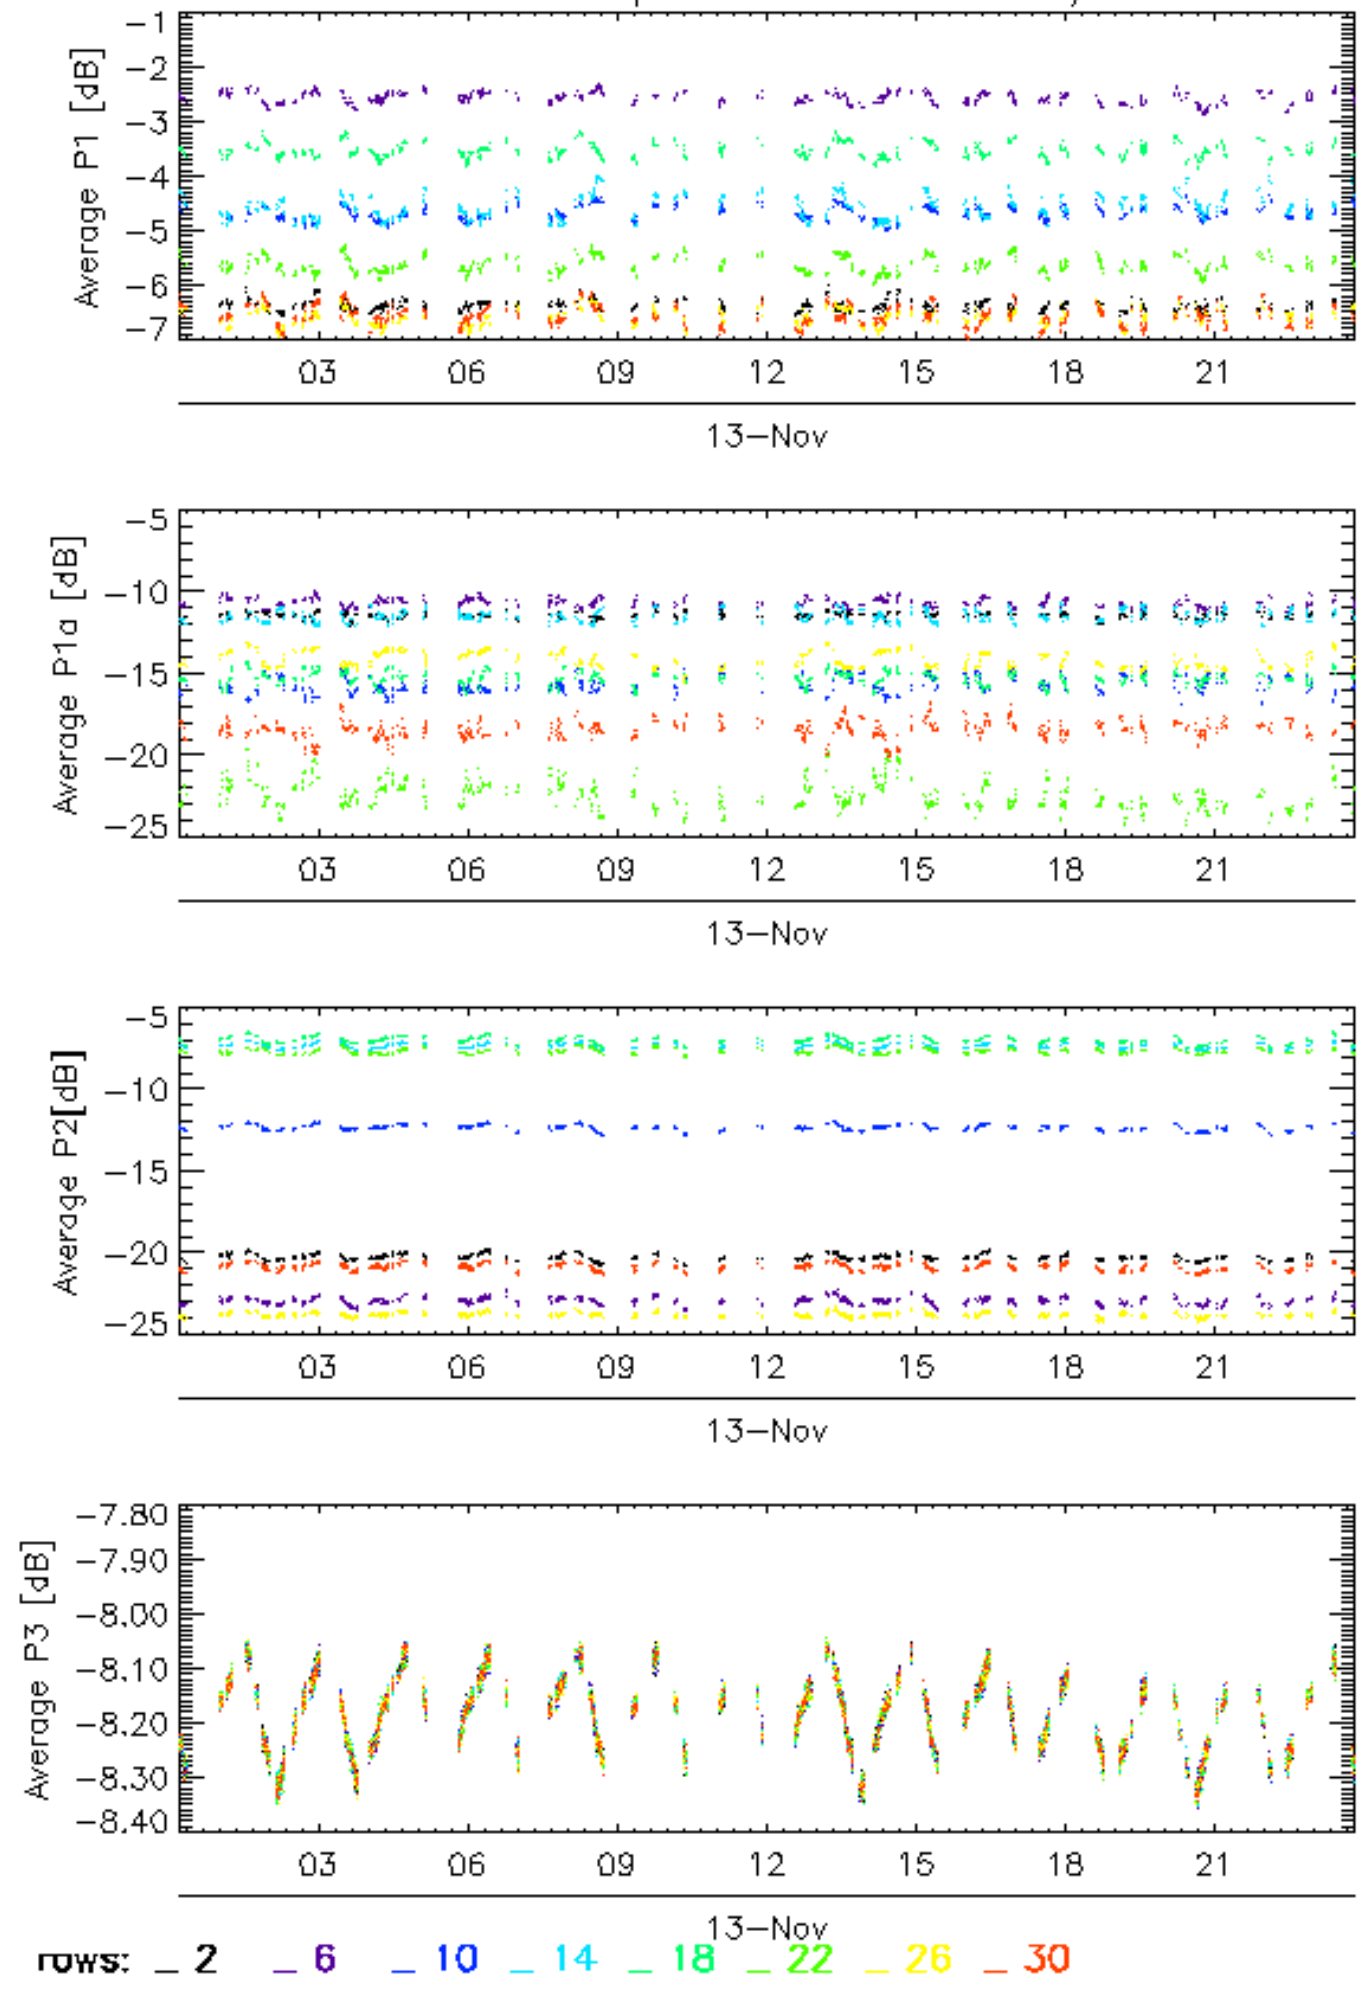 Average P1 [dB]
−1
−2
−3
−4
−5
−6
−7
03 06 09 12 15 18 21
13−Nov
Average P1a [dB]
−5
−10
−15
−20
−25
03 06 09 12 15 18 21
13−Nov
Average P2[dB]
−5
−10
−15
−20
−25
03 06 09 12 15 18 21
13−Nov
Average P3 [dB]
−7.80
−7.90
−8.00
−8.10
−8.20
−8.30
−8.40
03 06 09 12 15 18 21
13−Nov
rows: _ 2 _ 6 _ 10 _ 14 _ 18 _ 22 _ 26 _ 30